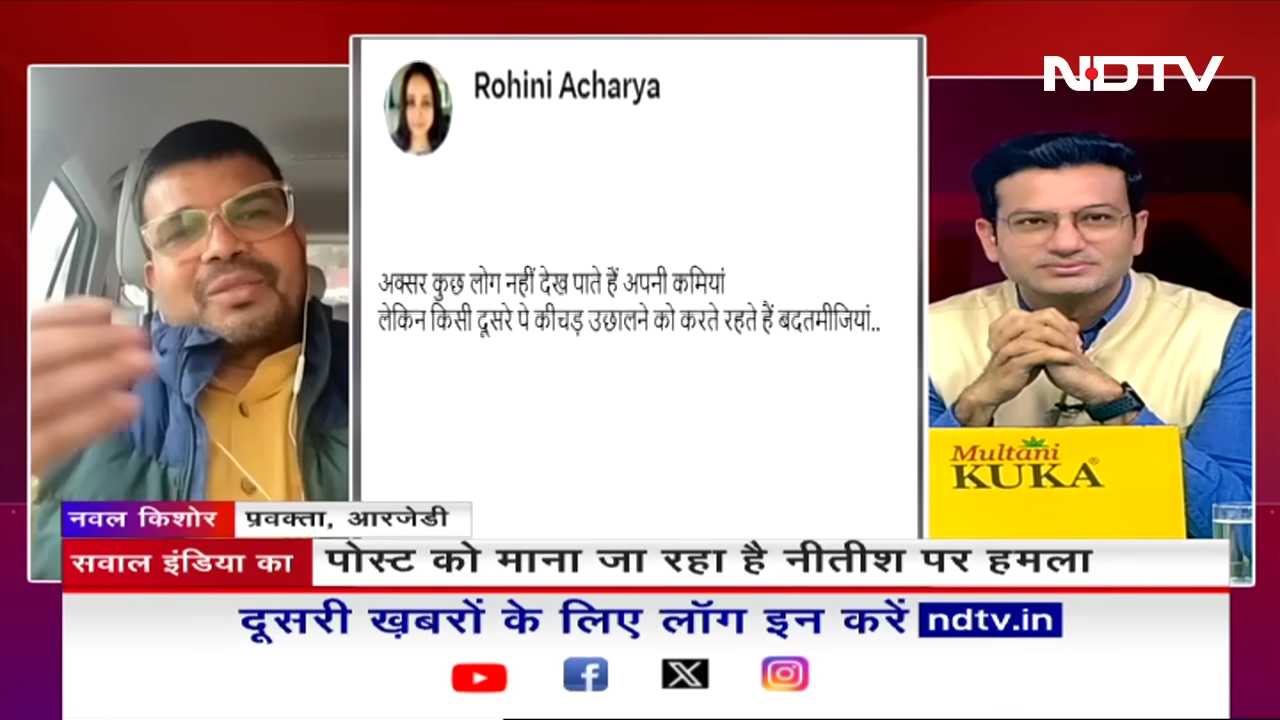 NDTV
Rohini Acharya
अक्सर कुछ लोग नहीं देख पाते हैं अपनी कमियां
लेकिन किसी दूसरे पे कीचड़ उछालने को करते रहते हैं बदतमीजियां..
Multani
KUKA®
नवल किशोर प्रवक्ता, आरजेडी
सवाल इंडिया का पोस्ट को माना जा रहा है नीतीश पर हमला
दूसरी ख़बरों के लिए लॉग इन करें ndtv.in